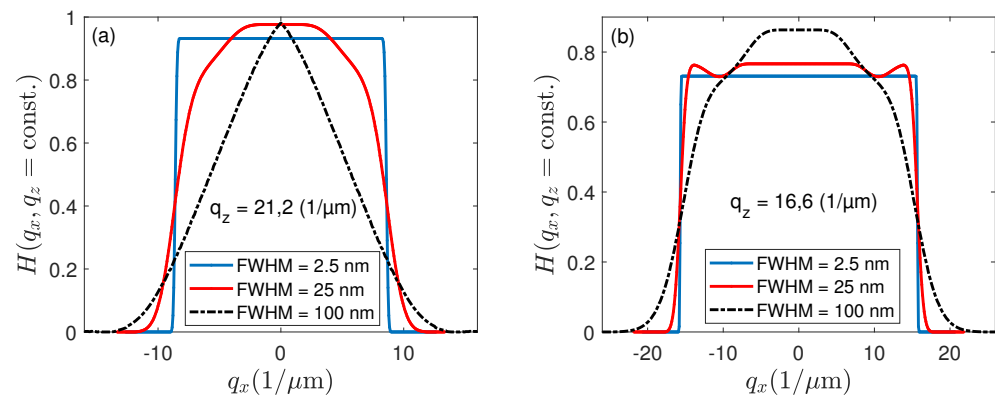 (a)
1
0.8
0.6
0.4
0.2
0
H(q_x, q_z = const.)
q_z = 21,2 (1/µm)
FWHM = 2.5 nm
FWHM = 25 nm
FWHM = 100 nm
-10 0 10
q_x(1/µm)
(b)
0.8
0.6
0.4
0.2
0
H(q_x, q_z = const.)
q_z = 16,6 (1/µm)
FWHM = 2.5 nm
FWHM = 25 nm
FWHM = 100 nm
-20 -10 0 10 20
q_x(1/µm)